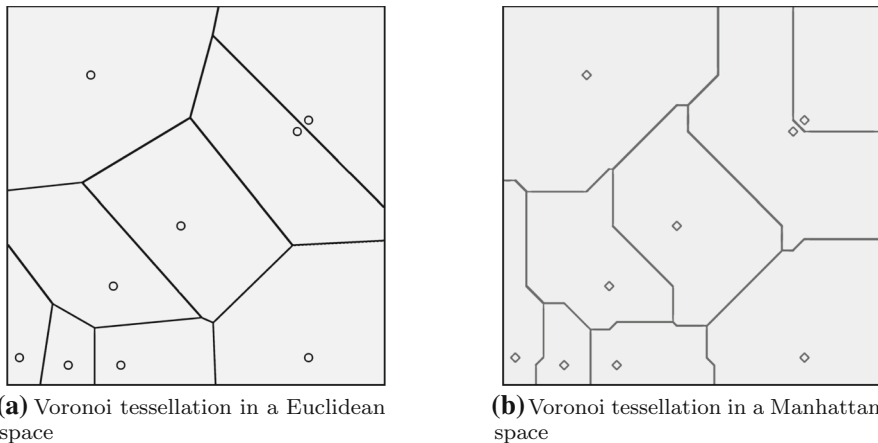 (a) Voronoi tessellation in a Euclidean
space
(b) Voronoi tessellation in a Manhattan
space